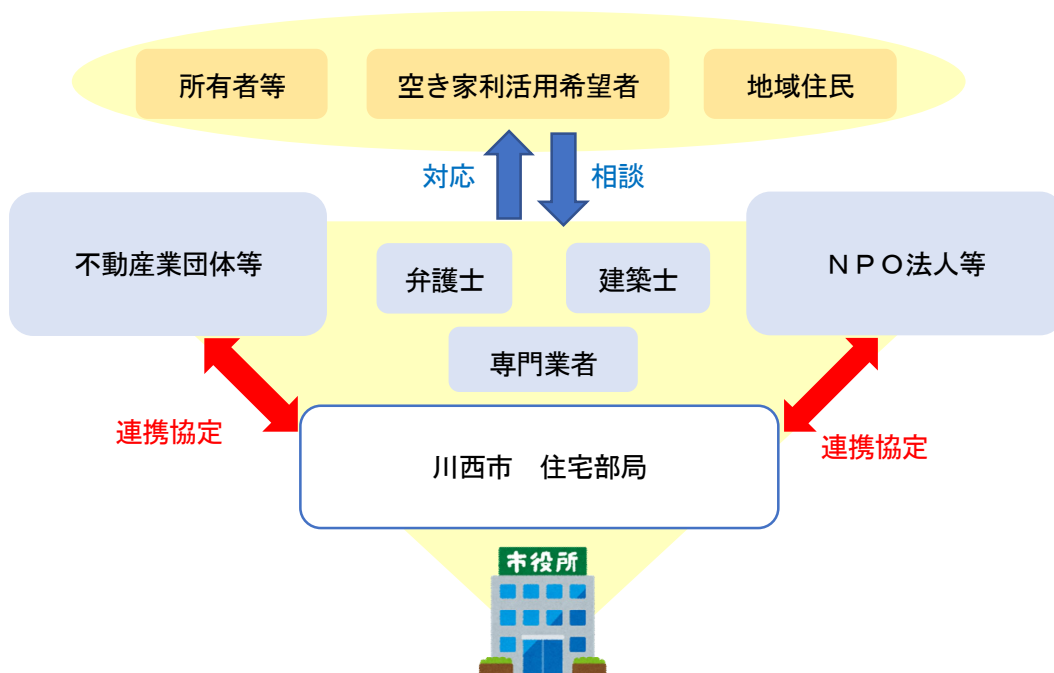 所有者等
空き家利活用希望者
地域住民
対応
相談
不動産業団体等
弁護士
建築士
ＮＰＯ法人等
専門業者
連携協定
連携協定
川西市　住宅部局
市役所